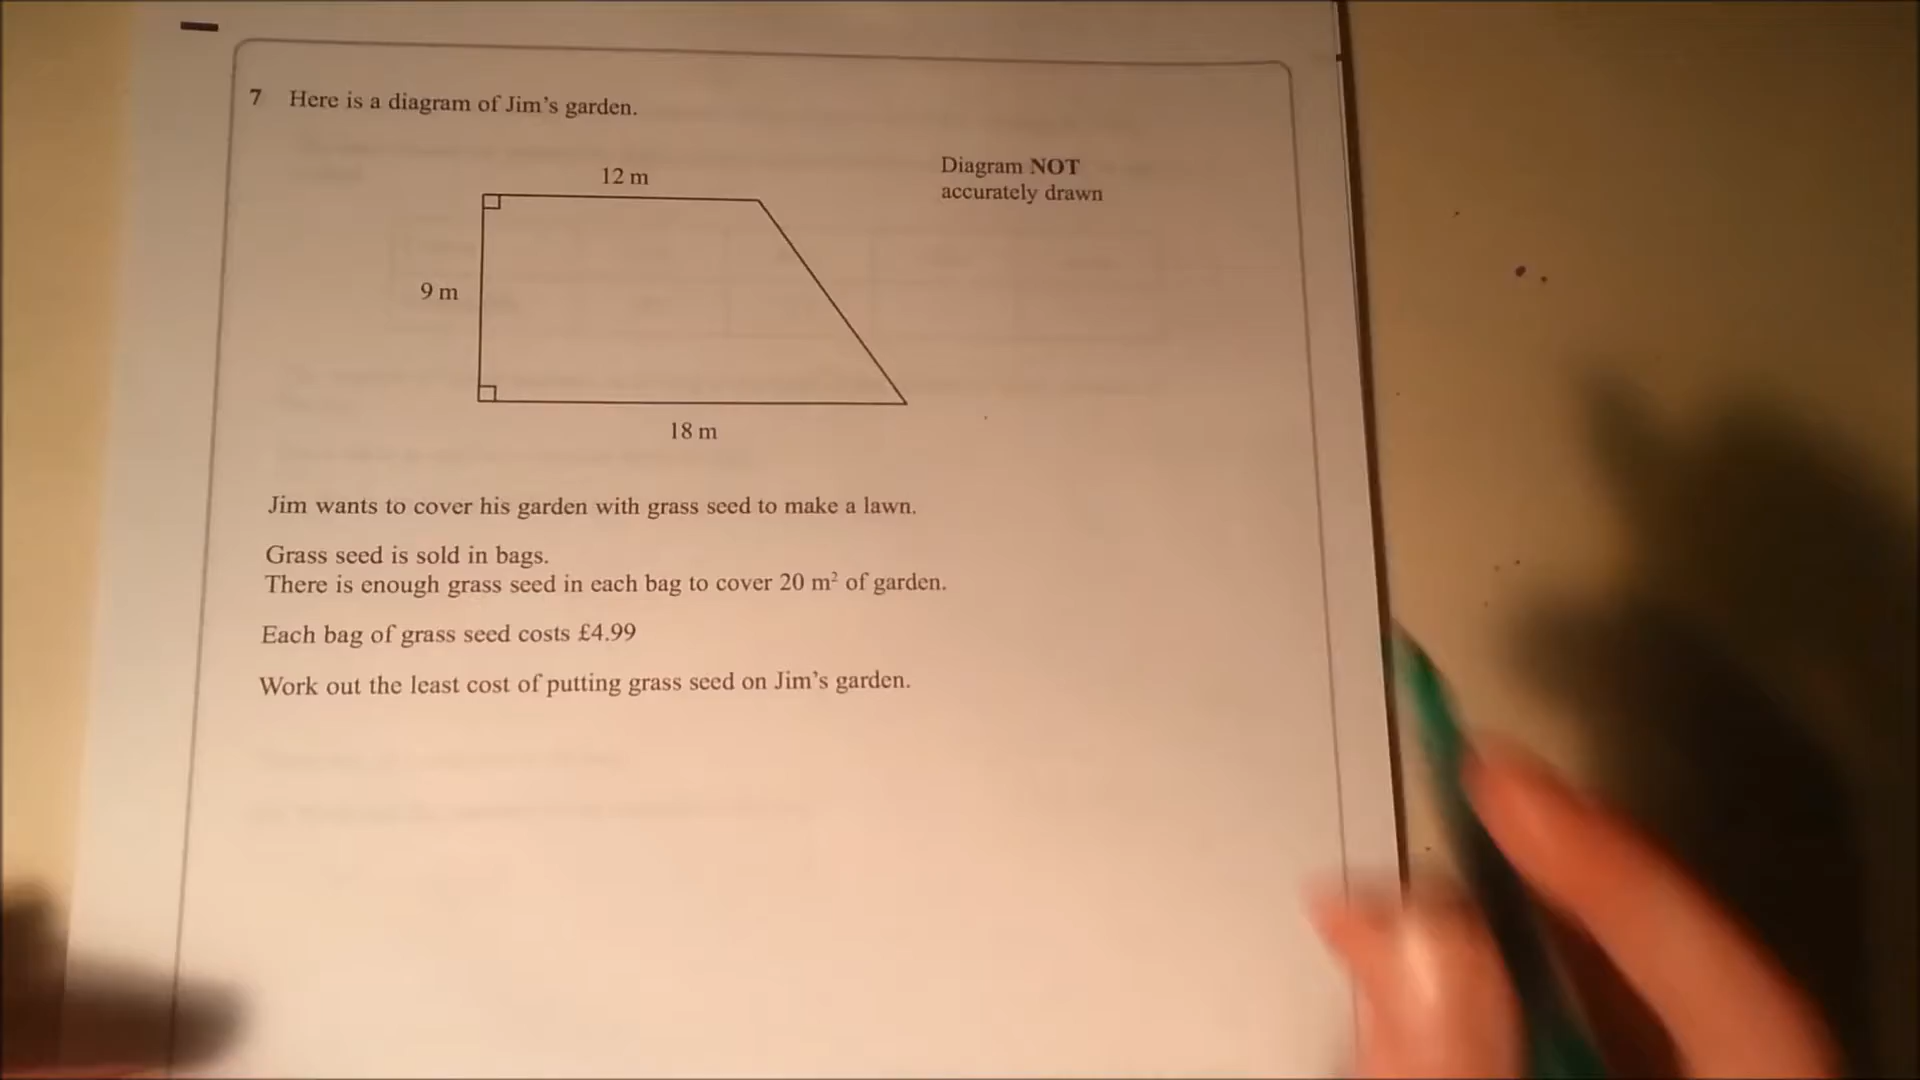 7 Here is a diagram of Jim's garden.
12 m
Diagram NOT
accurately drawn
9 m
18 m
Jim wants to cover his garden with grass seed to make a lawn.
Grass seed is sold in bags.
There is enough grass seed in each bag to cover 20 m² of garden.
Each bag of grass seed costs £4.99
Work out the least cost of putting grass seed on Jim's garden.